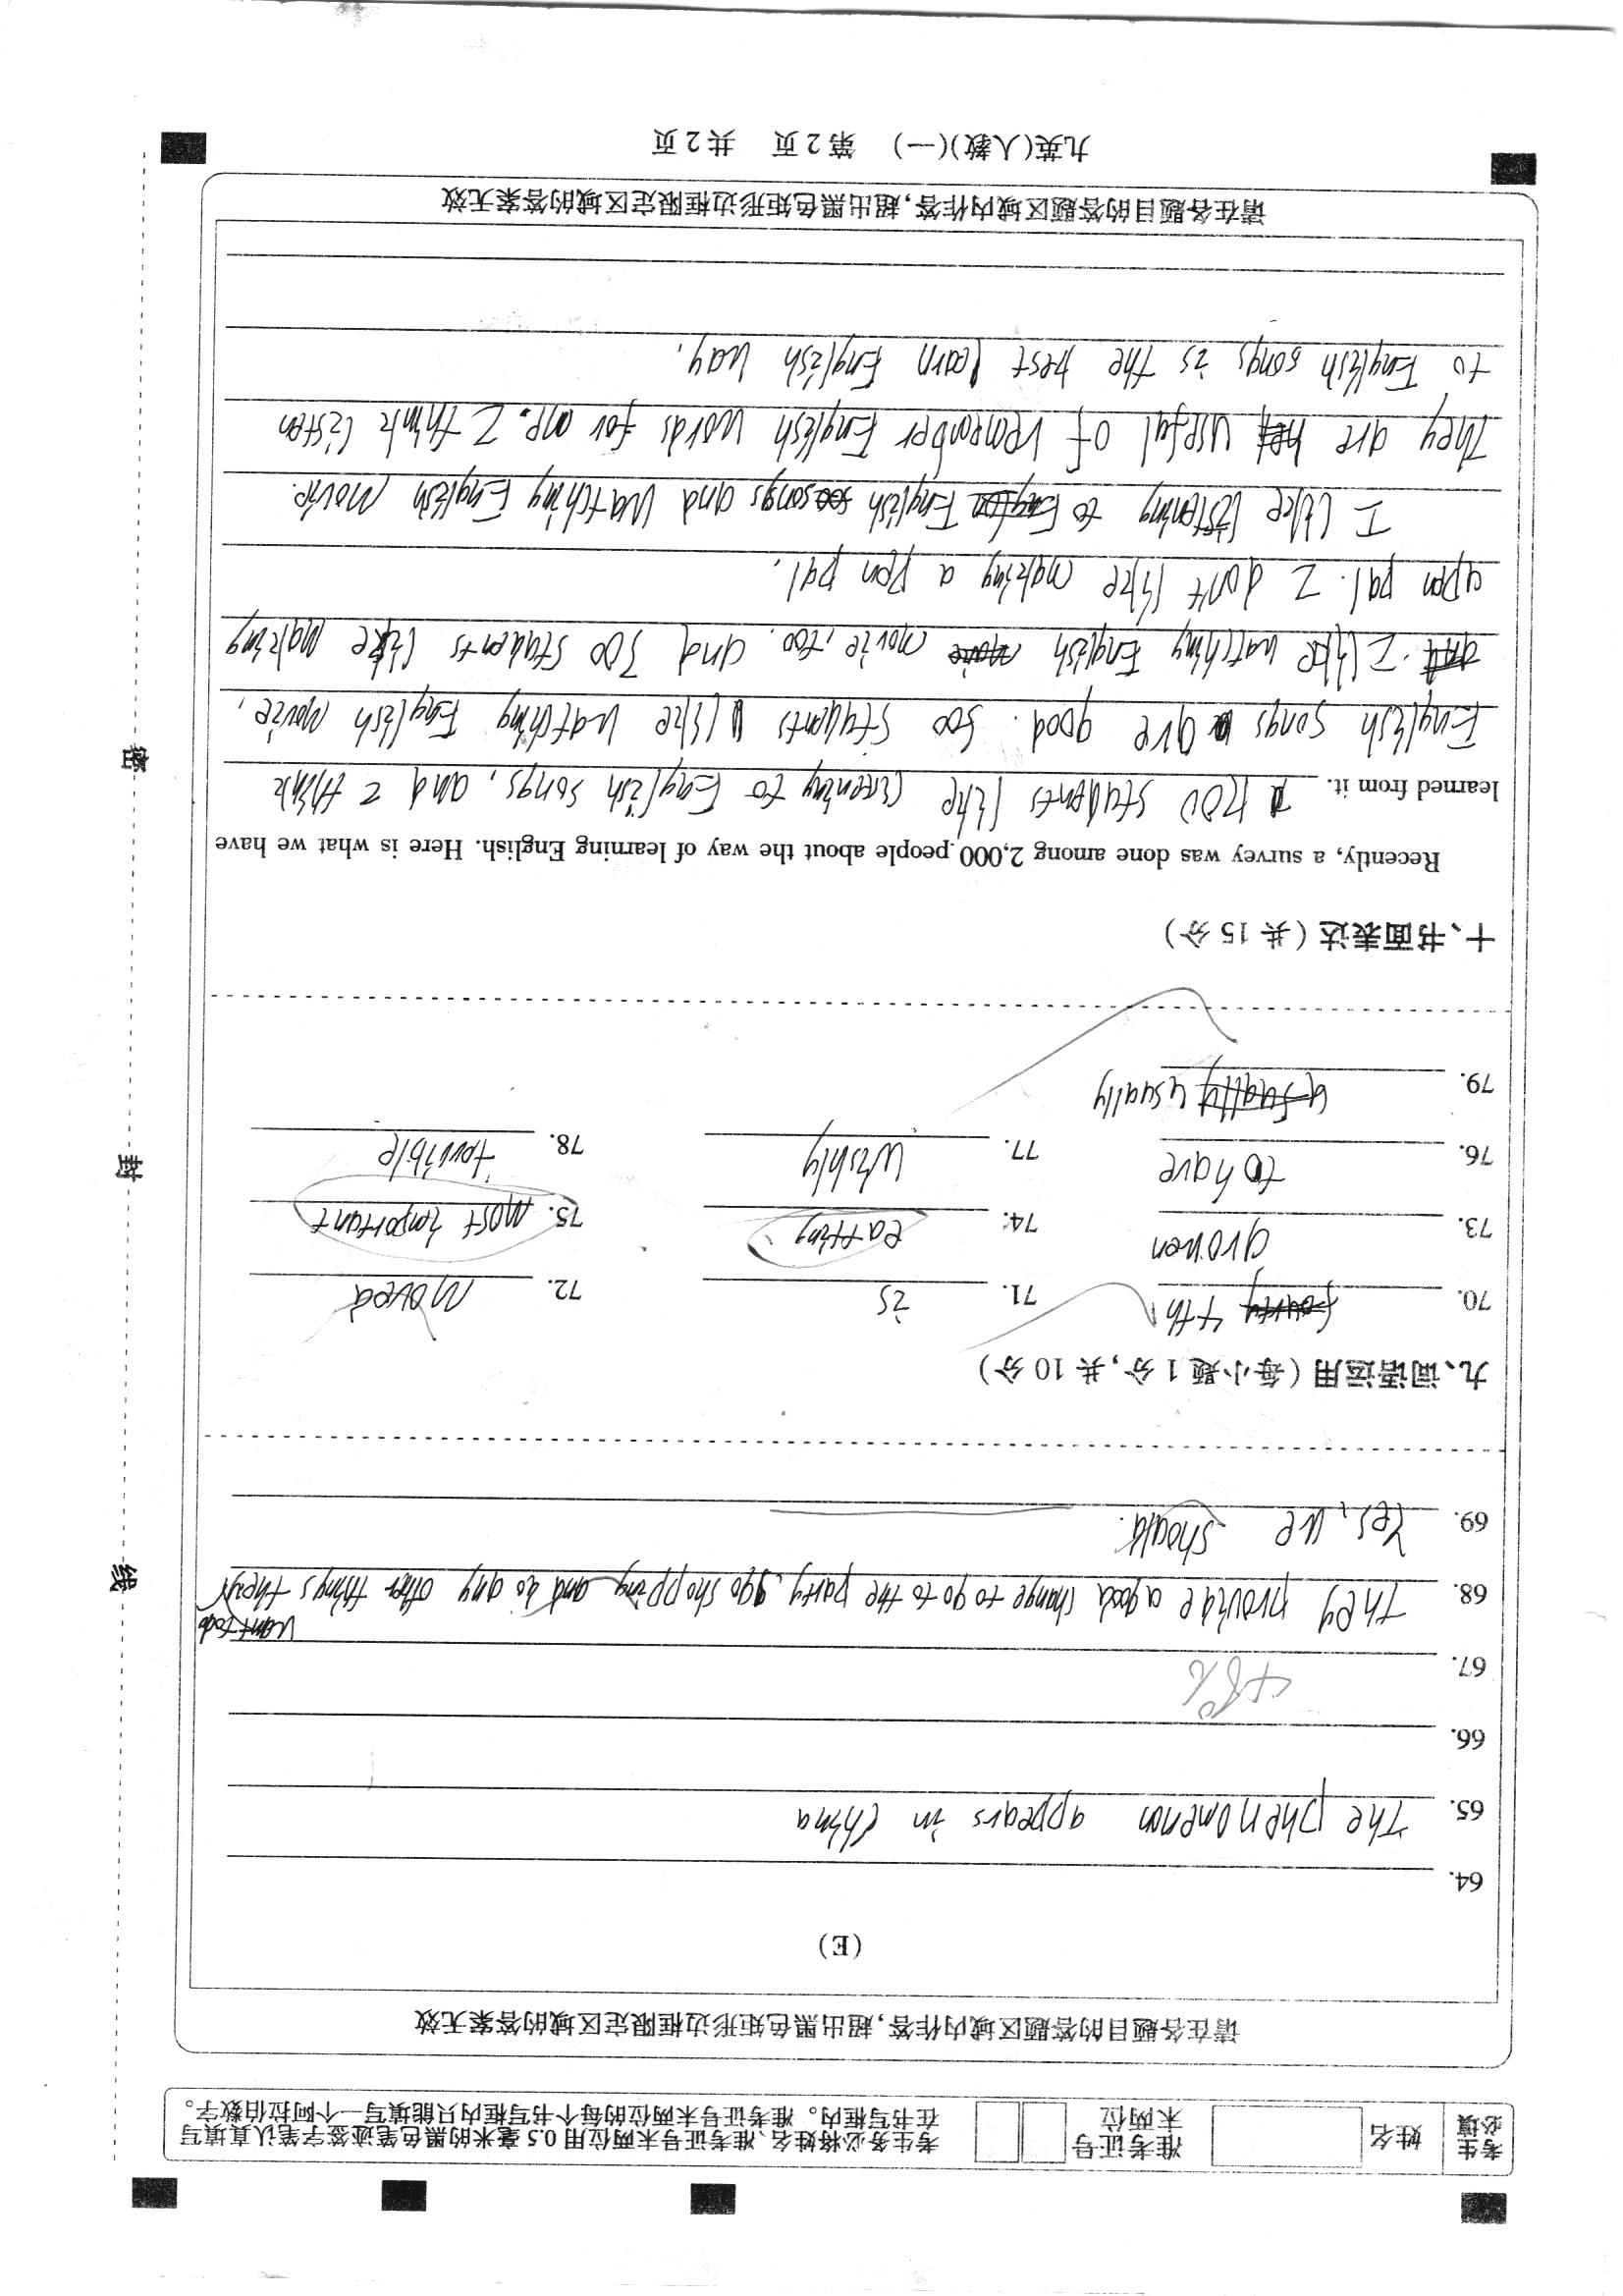 考生必填 姓名 准考证号末两位 考生务必将姓名、准考证号末两位用 0.5 毫米的黑色笔迹签字笔认真填写
在书写框内。准考证号末两位的每个书写框内只能填写一个阿拉伯数字。
请在各题目的答题区域内作答，超出黑色矩形边框限定区域的答案无效
(E)
64.
65. The phenomenon appears in China
66.
67. 48%
68. They provide a good change to go to the party, go shopping and do any other things they
want to do
69. Yes, we should.
九、词语运用（每小题 1 分，共 10 分）
70. 4th 71. is 72. moved
73. grown 74. eatting 75. most important
76. to have 77. wishly 78. terrible
79. usually
十、书面表达（共 15 分）
Recently, a survey was done among 2,000 people about the way of learning English. Here is what we have
learned from it. 1200 students like listening to English songs, and I think
English songs are good. 500 students like watching English movie,
I like watching English movie, too. and 300 students like making
apen pal. I don't like making a pen pal.
I like listening to English songs and watching English movie.
They are useful of remember English words for me. I think listen
to English songs is the best learn English way.
请在各题目的答题区域内作答，超出黑色矩形边框限定区域的答案无效
九英(人教)(一) 第 2 页 共 2 页
密
封
线